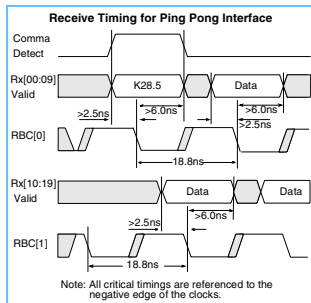 Receive Timing for Ping Pong Interface
Comma
Detect
Rx[00:09]
Valid
K28.5
Data
>2.5ns
>6.0ns
>6.0ns
>2.5ns
RBC[0]
18.8ns
Rx[10:19]
Valid
Data
Data
>2.5ns
>6.0ns
RBC[1]
18.8ns
Note: All critical timings are referenced to the
negative edge of the clocks.